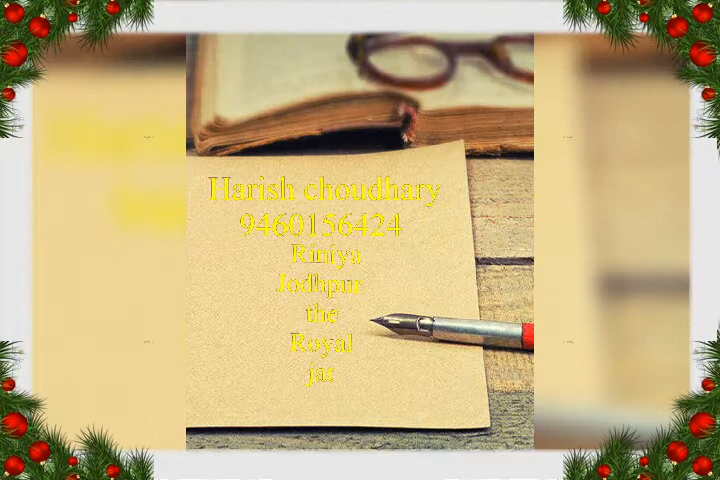 Harish choudhary
9460156424
Riniya
Jodhpur
the
Royal
jat